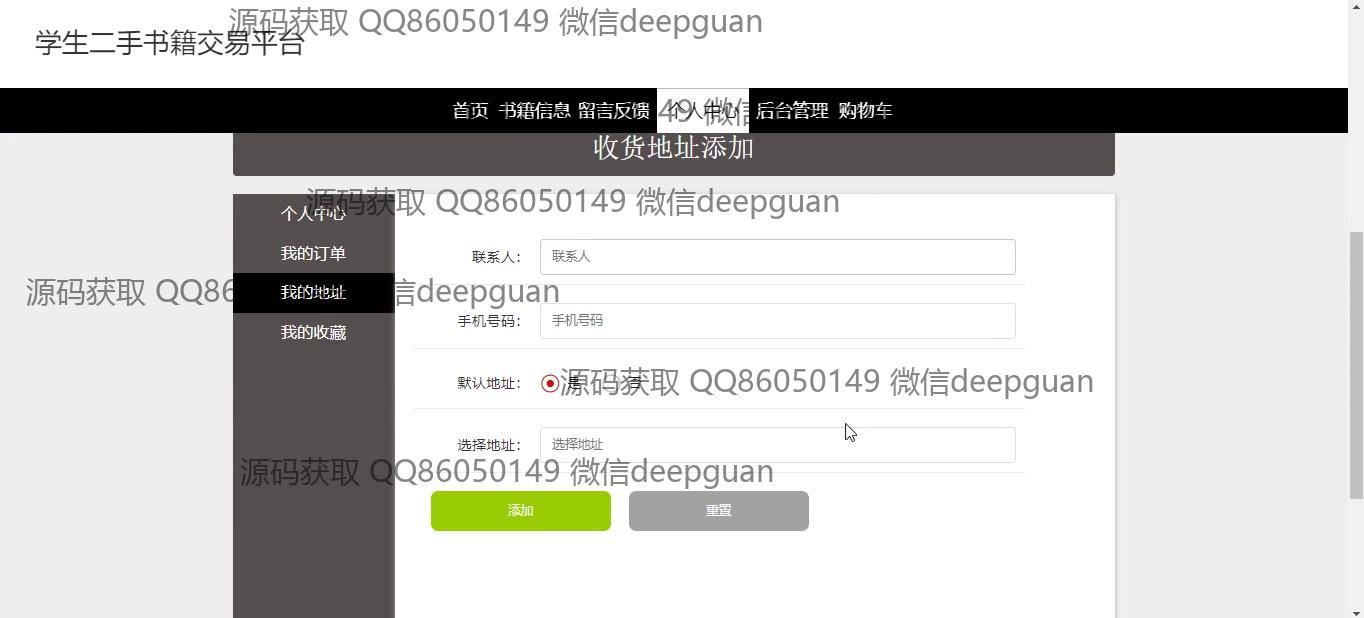 源码获取 QQ86050149 微信deepguan
学生二手书籍交易平台
首页 书籍信息 留言反馈 个人中心 后台管理 购物车
49 微信
收货地址添加
源码获取 QQ86050149 微信deepguan
个人中心
我的订单
我的地址
我的收藏
源码获取 QQ86 信deepguan
联系人： 联系人
手机号码： 手机号码
默认地址： 是 否
源码获取 QQ86050149 微信deepguan
选择地址： 选择地址
源码获取 QQ86050149 微信deepguan
添加 重置